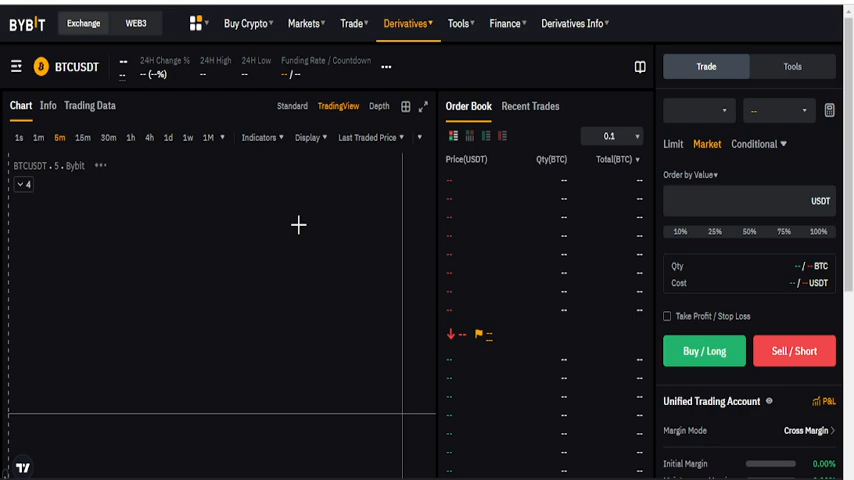 BYBIT Exchange WEB3 Buy Crypto Markets Trade Derivatives Tools Finance Derivatives Info
BTCUSDT
--
--
24H Change %
-- (--%)
24H High
--
24H Low
--
Funding Rate / Countdown
-- / --
Chart Info Trading Data
Standard TradingView Depth
1s 1m 5m 15m 30m 1h 4h 1d 1w 1M Indicators Display Last Traded Price
BTCUSDT . 5 . Bybit
4
Order Book Recent Trades
0.1
Price(USDT) Qty(BTC) Total(BTC)
-- -- --
-- -- --
-- -- --
-- -- --
-- -- --
-- -- --
-- -- --
-- -- --
-- --
-- -- --
-- -- --
-- -- --
-- -- --
-- -- --
-- -- --
-- -- --
Trade Tools
--
Limit Market Conditional
Order by Value
USDT
10% 25% 50% 75% 100%
Qty -- / -- BTC
Cost -- / -- USDT
Take Profit / Stop Loss
Buy / Long Sell / Short
Unified Trading Account P&L
Margin Mode Cross Margin
Initial Margin 0.00%